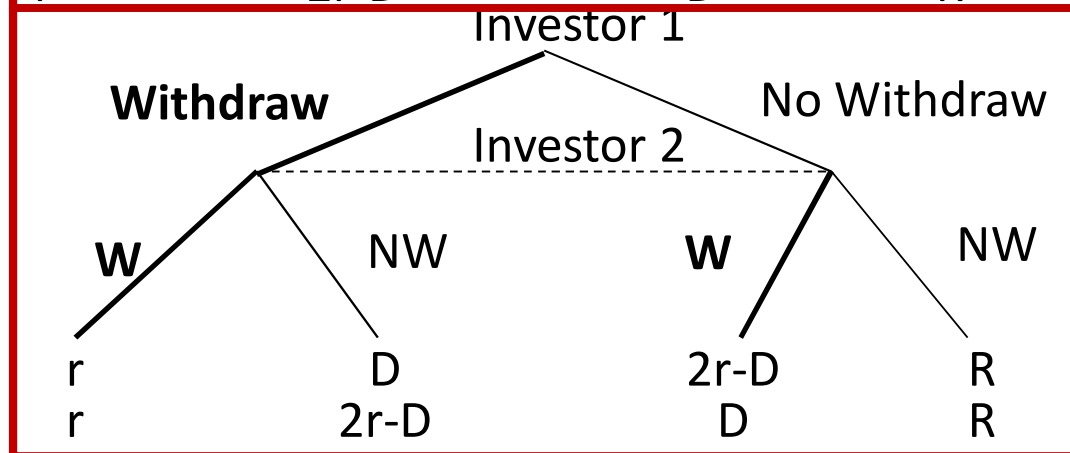 Investor 1
Withdraw No Withdraw
Investor 2
W NW W NW
r D 2r-D R
r 2r-D D R